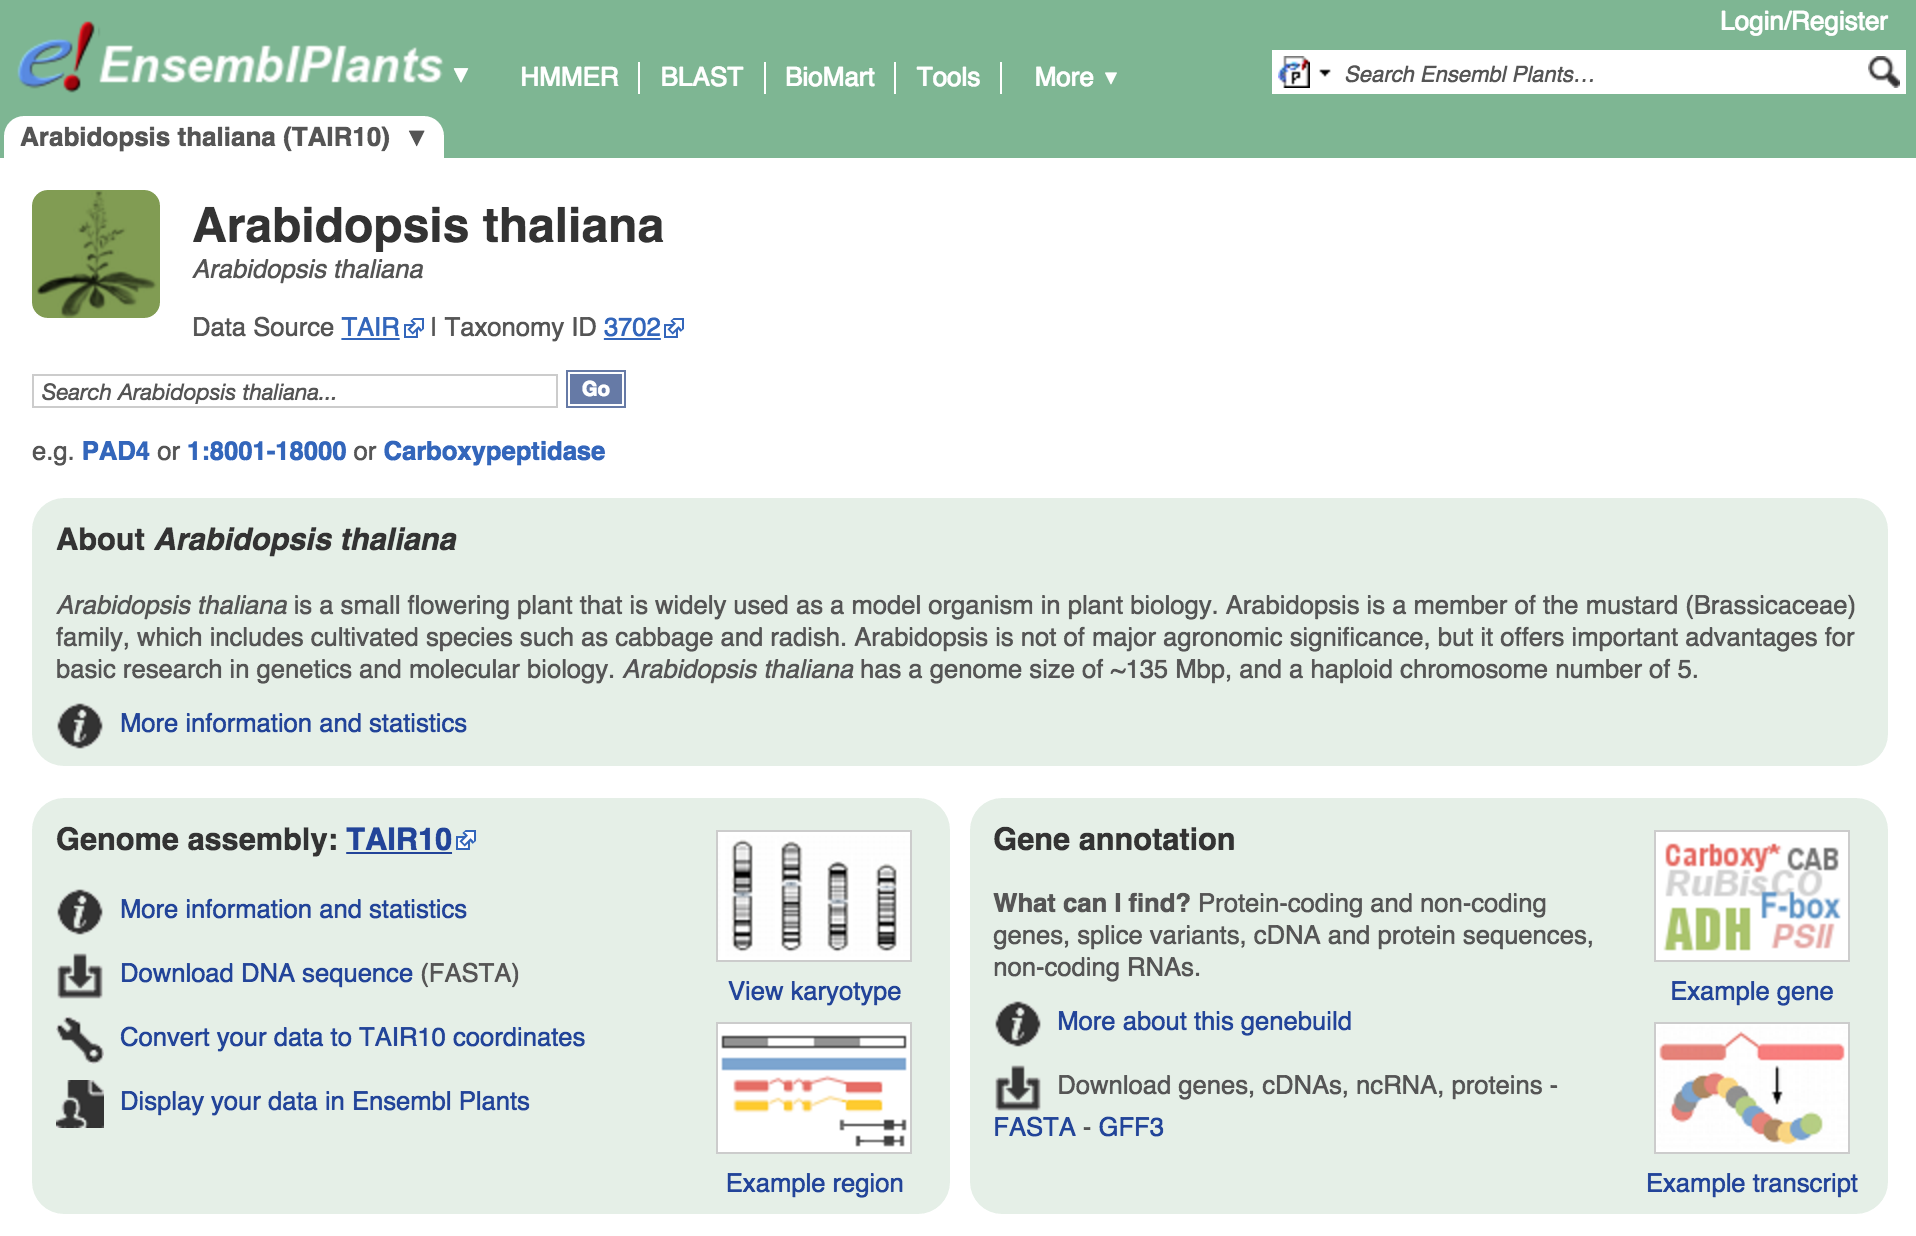 Login/Register
e! EnsemblPlants ▼
HMMER | BLAST | BioMart | Tools | More ▼
P Search Ensembl Plants…
Arabidopsis thaliana (TAIR10) ▼
Arabidopsis thaliana
Arabidopsis thaliana
Data Source TAIR | Taxonomy ID 3702
Search Arabidopsis thaliana...
Go
e.g. PAD4 or 1:8001-18000 or Carboxypeptidase
About Arabidopsis thaliana
Arabidopsis thaliana is a small flowering plant that is widely used as a model organism in plant biology. Arabidopsis is a member of the mustard (Brassicaceae)
family, which includes cultivated species such as cabbage and radish. Arabidopsis is not of major agronomic significance, but it offers important advantages for
basic research in genetics and molecular biology. Arabidopsis thaliana has a genome size of ~135 Mbp, and a haploid chromosome number of 5.
i More information and statistics
Genome assembly: TAIR10
i More information and statistics
Download DNA sequence (FASTA)
Convert your data to TAIR10 coordinates
Display your data in Ensembl Plants
View karyotype
Example region
Gene annotation
What can I find? Protein-coding and non-coding
genes, splice variants, cDNA and protein sequences,
non-coding RNAs.
i More about this genebuild
Download genes, cDNAs, ncRNA, proteins -
FASTA - GFF3
Carboxy* CAB
RuBisCO
F-box
ADH PSII
Example gene
Example transcript